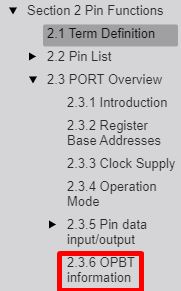 Section 2 Pin Functions
2.1 Term Definition
2.2 Pin List
2.3 PORT Overview
2.3.1 Introduction
2.3.2 Register
Base Addresses
2.3.3 Clock Supply
2.3.4 Operation
Mode
2.3.5 Pin data
input/output
2.3.6 OPBT
information